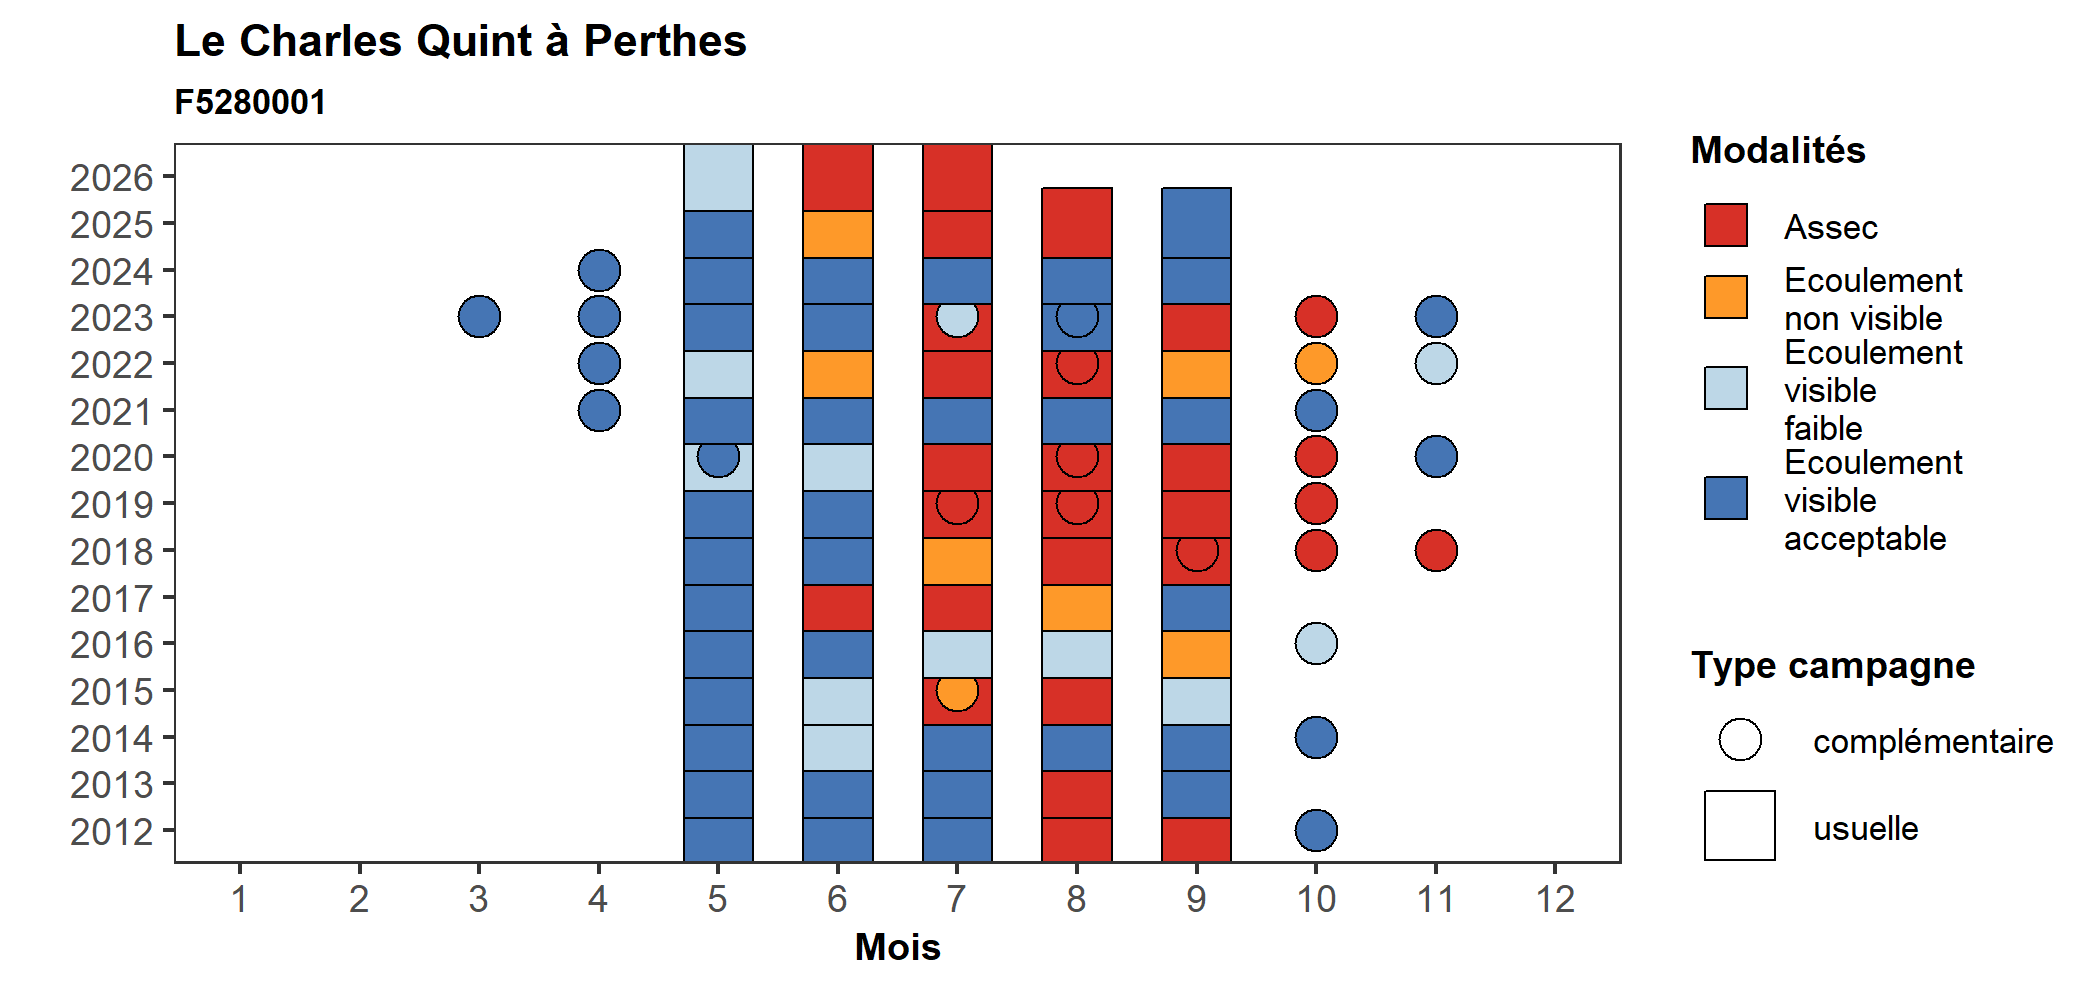 Le Charles Quint à Perthes
F5280001
2026
2025
2024
2023
2022
2021
2020
2019
2018
2017
2016
2015
2014
2013
2012
1 2 3 4 5 6 7 8 9 10 11 12
Mois
Modalités
Assec
Ecoulement
non visible
Ecoulement
visible
faible
Ecoulement
visible
acceptable
Type campagne
complémentaire
usuelle